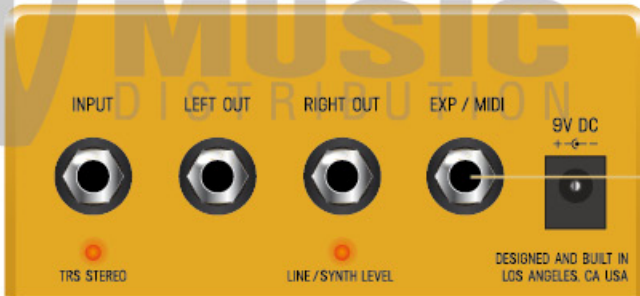 MUSIC
DISTRIBUTION
INPUT LEFT OUT RIGHT OUT EXP / MIDI
9V DC
TRS STEREO
LINE/SYNTH LEVEL
DESIGNED AND BUILT IN
LOS ANGELES, CA USA